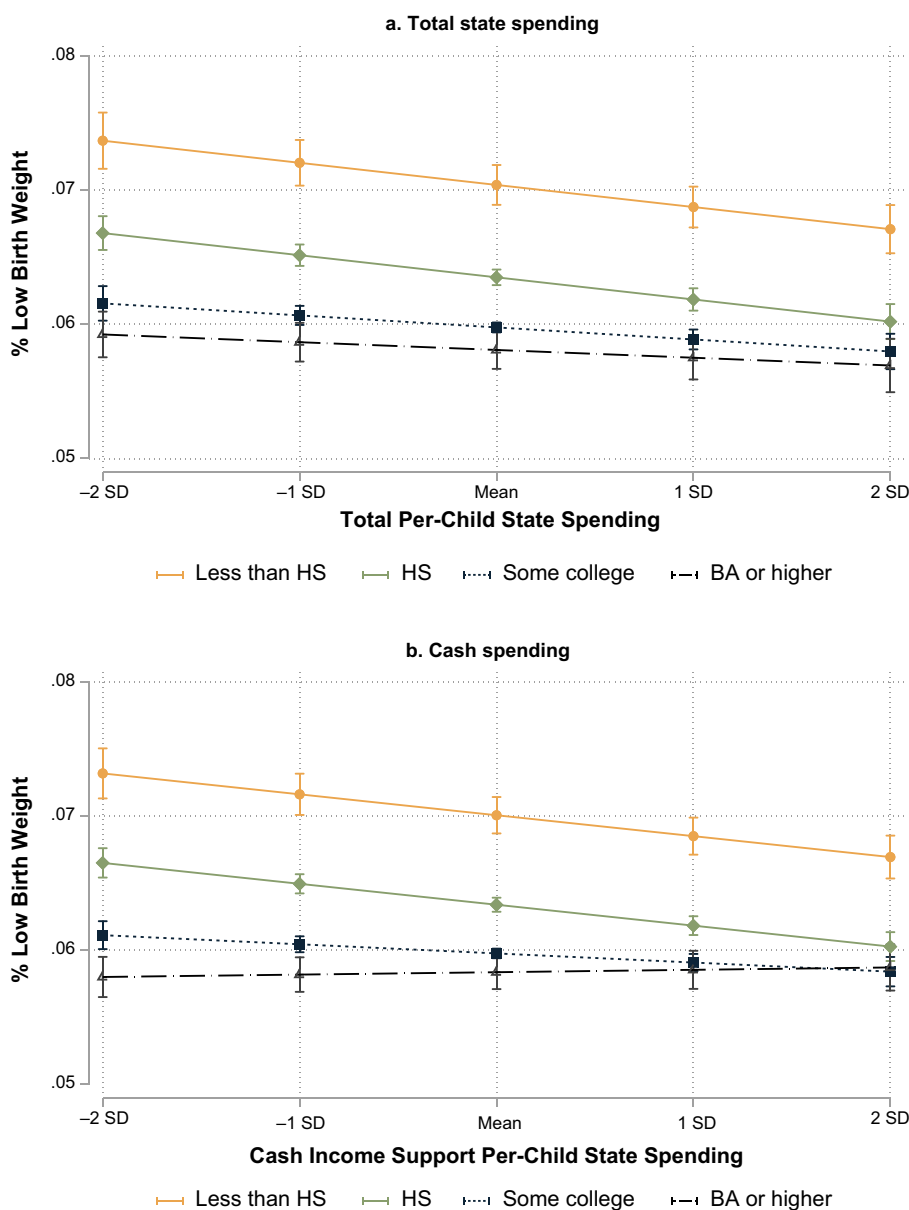 a. Total state spending
.08
.07
.06
.05
% Low Birth Weight
–2 SD –1 SD Mean 1 SD 2 SD
Total Per-Child State Spending
Less than HS HS Some college BA or higher
b. Cash spending
.08
.07
.06
.05
% Low Birth Weight
–2 SD –1 SD Mean 1 SD 2 SD
Cash Income Support Per-Child State Spending
Less than HS HS Some college BA or higher